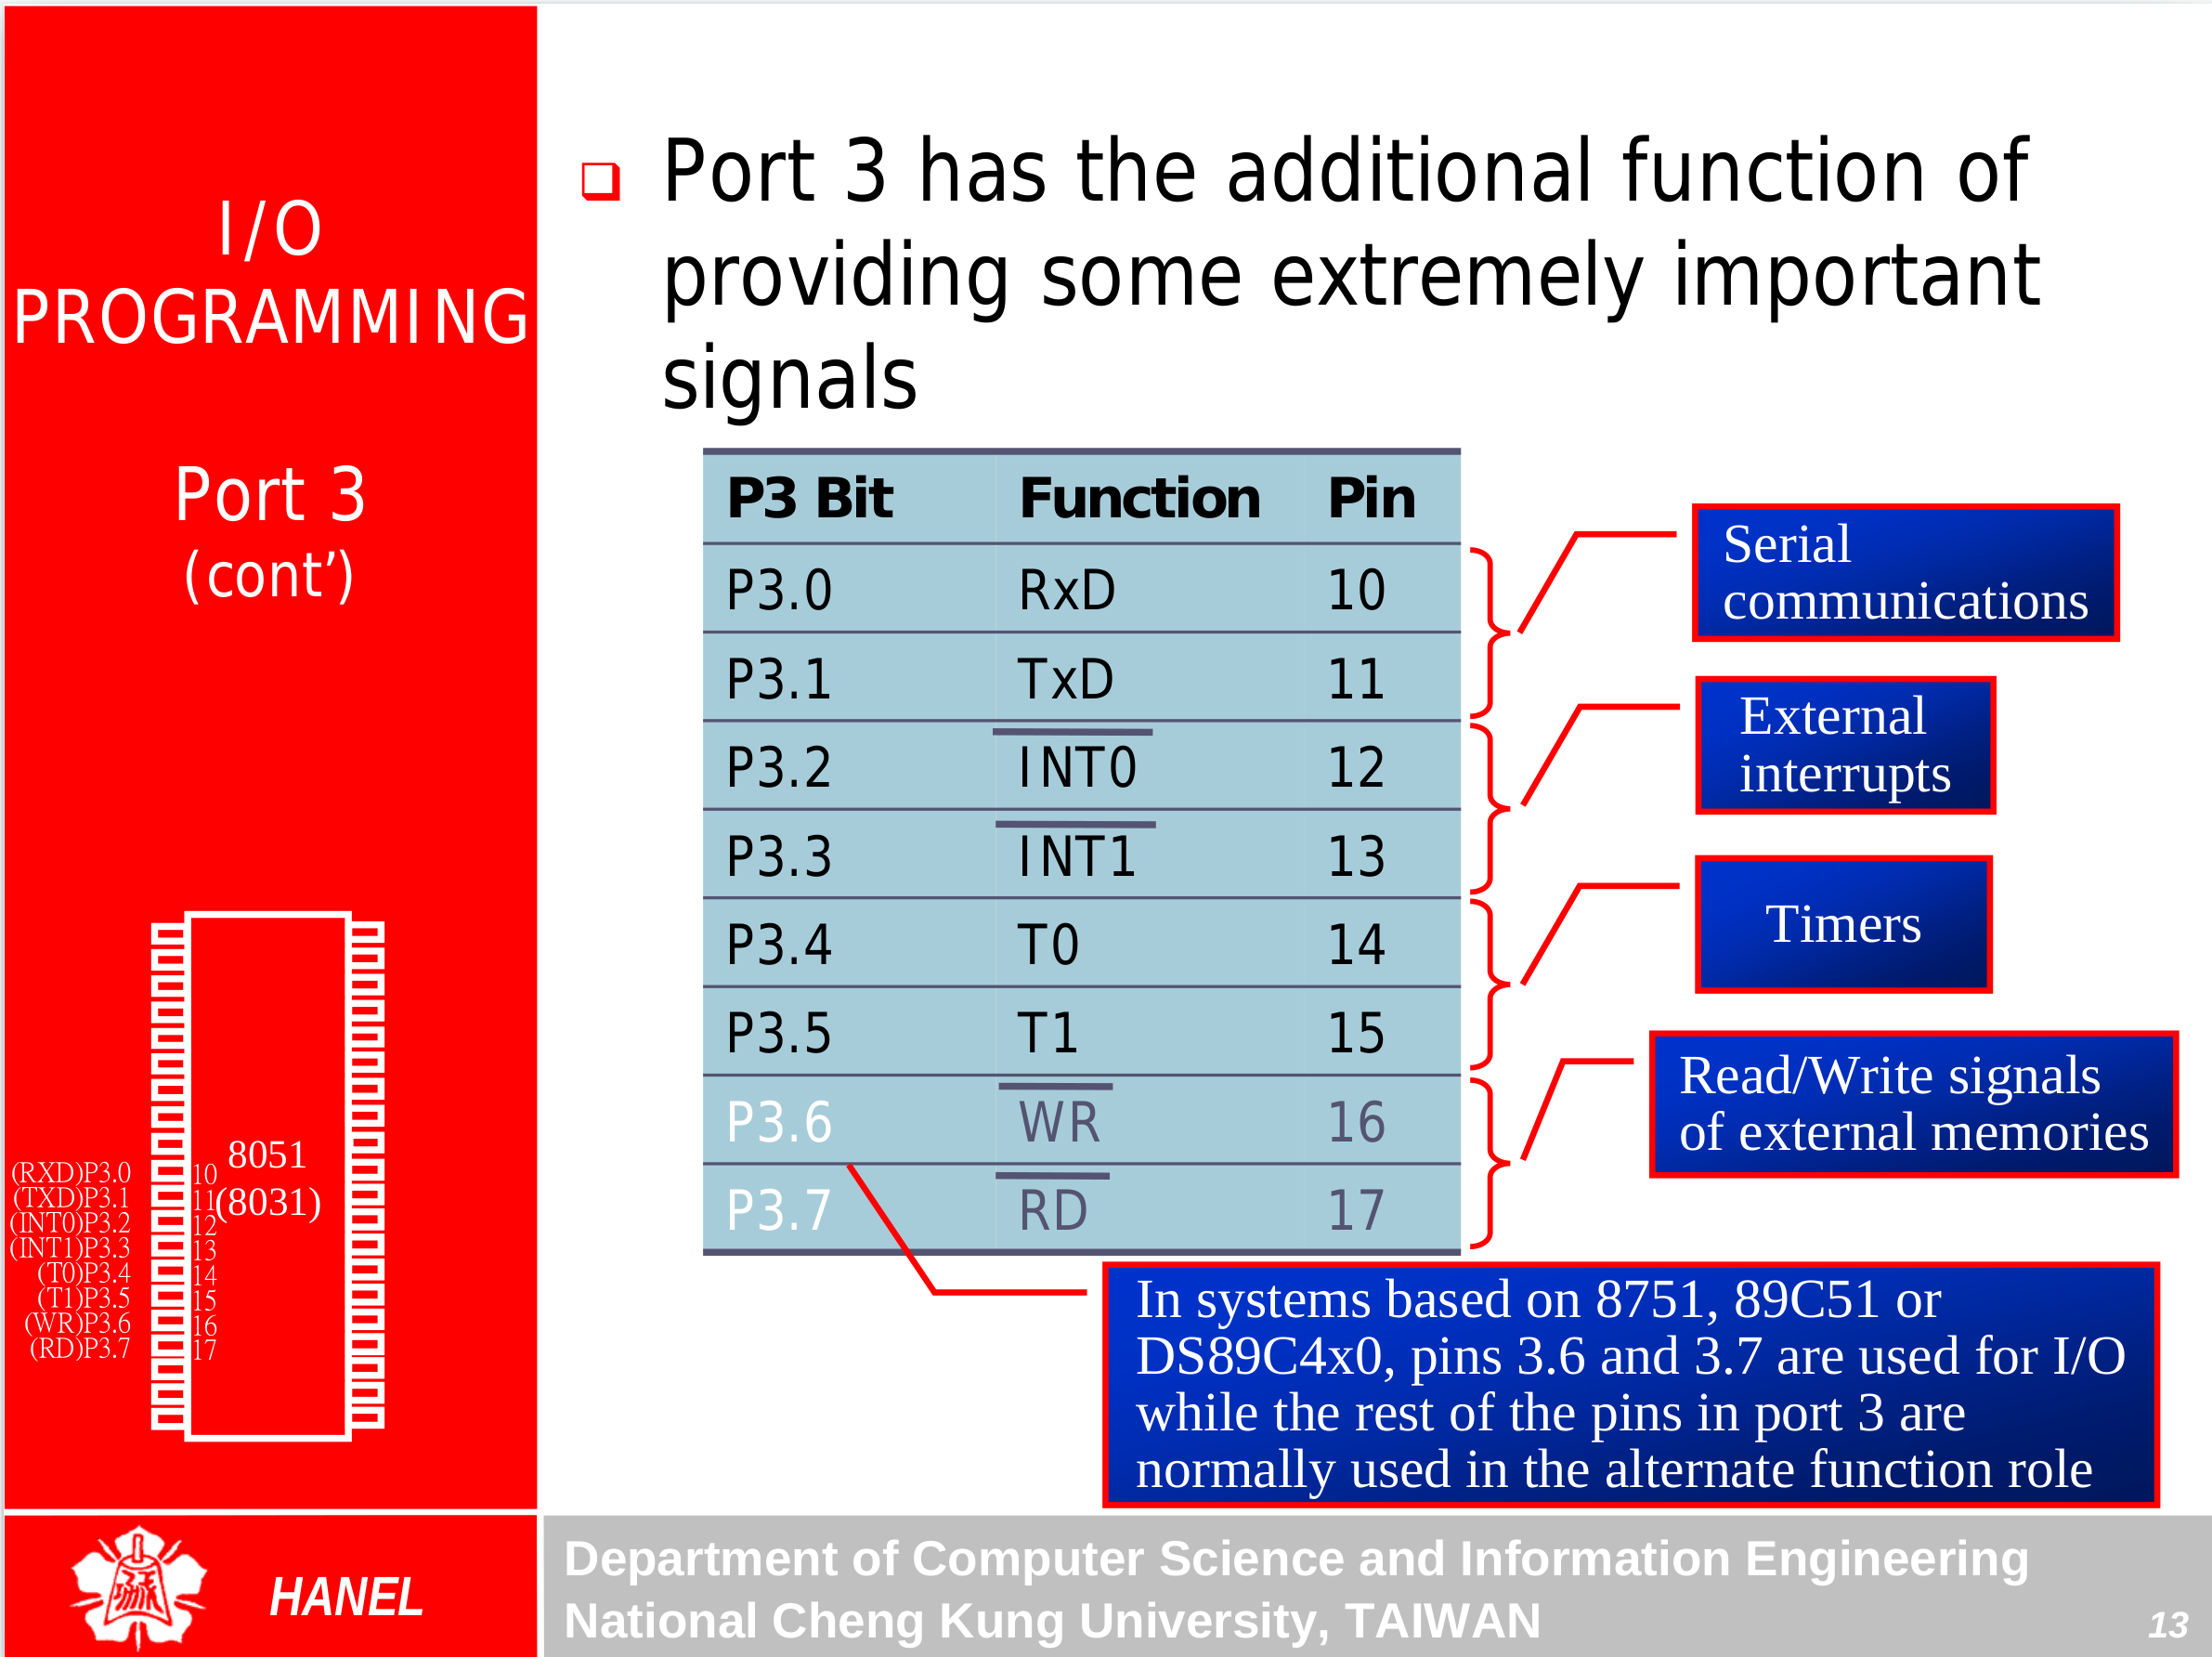 I/O
PROGRAMMING
Port 3
(cont’)
8051
(8031)
(RXD)P3.0 10
(TXD)P3.1 11
(INT0)P3.2 12
(INT1)P3.3 13
(T0)P3.4 14
(T1)P3.5 15
(WR)P3.6 16
(RD)P3.7 17
Port 3 has the additional function of
providing some extremely important
signals
P3 Bit Function Pin
P3.0 RxD 10
P3.1 TxD 11
P3.2 INT0 12
P3.3 INT1 13
P3.4 T0 14
P3.5 T1 15
P3.6 WR 16
P3.7 RD 17
Serial
communications
External
interrupts
Timers
Read/Write signals
of external memories
In systems based on 8751, 89C51 or
DS89C4x0, pins 3.6 and 3.7 are used for I/O
while the rest of the pins in port 3 are
normally used in the alternate function role
HANEL
Department of Computer Science and Information Engineering
National Cheng Kung University, TAIWAN
13